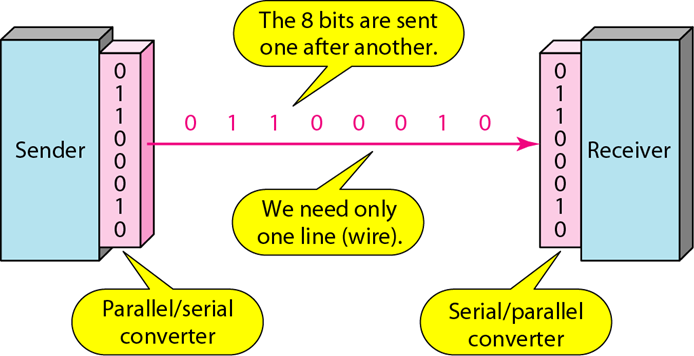 The 8 bits are sent
one after another.
Sender
0
1
1
0
0
0
1
0
0 1 1 0 0 0 1 0
0
1
1
0
0
0
1
0
Receiver
We need only
one line (wire).
Parallel/serial
converter
Serial/parallel
converter